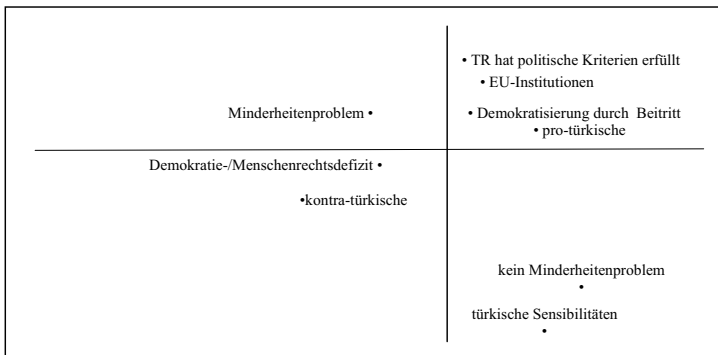 • TR hat politische Kriterien erfüllt
• EU-Institutionen
Minderheitenproblem •
• Demokratisierung durch Beitritt
• pro-türkische
Demokratie-/Menschenrechtsdefizit •
•kontra-türkische
kein Minderheitenproblem
•
türkische Sensibilitäten
•